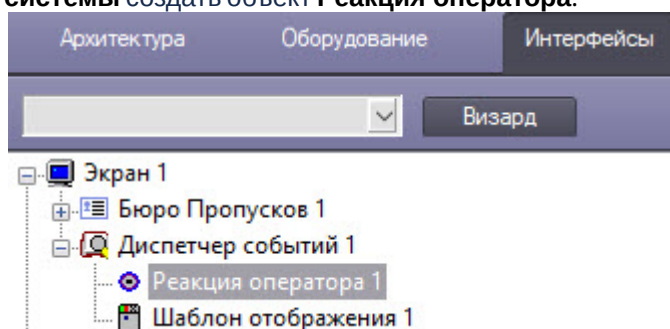 системы создать объект Реакция оператора.
Архитектура Оборудование Интерфейсы
Визард
Экран 1
Бюро Пропусков 1
Диспетчер событий 1
Реакция оператора 1
Шаблон отображения 1